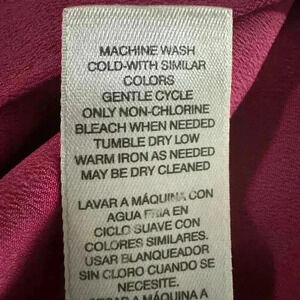 MACHINE WASH
COLD-WITH SIMILAR
COLORS
GENTLE CYCLE
ONLY NON-CHLORINE
BLEACH WHEN NEEDED
TUMBLE DRY LOW
WARM IRON AS NEEDED
MAY BE DRY CLEANED
LAVAR A MÁQUINA CON
AGUA FRIA EN
CICLO SUAVE CON
COLORES SIMILARES.
USAR BLANQUEADOR
SIN CLORO CUANDO SE
NECESITE.
A MÁQUINA A